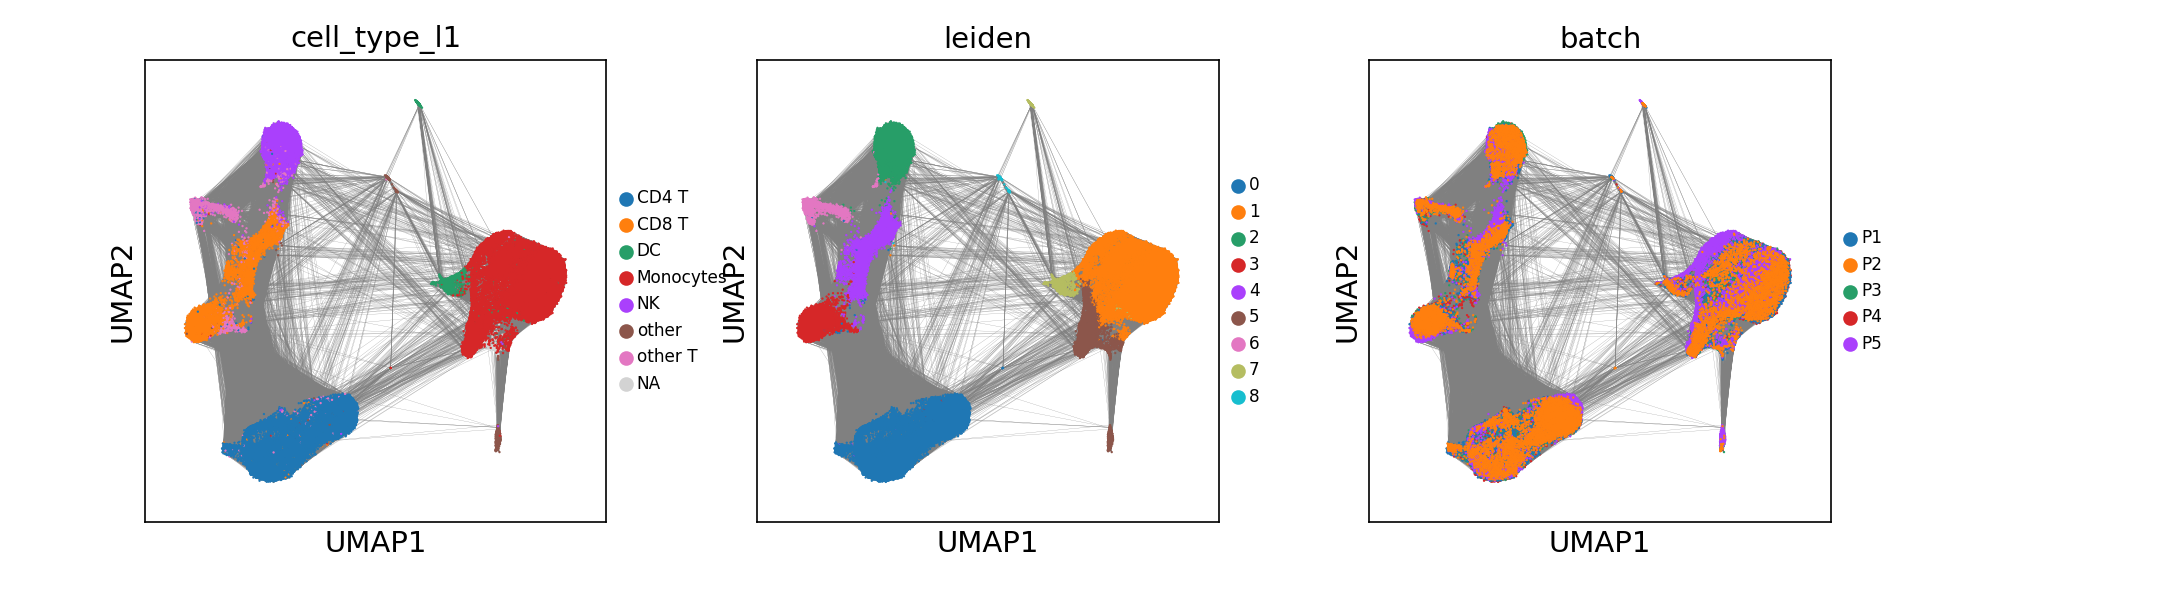 cell_type_l1
UMAP2
UMAP1
CD4 T
CD8 T
DC
Monocytes
NK
other
other T
NA
leiden
UMAP2
UMAP1
0
1
2
3
4
5
6
7
8
batch
UMAP2
UMAP1
P1
P2
P3
P4
P5